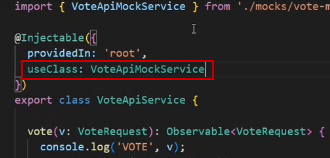 import { VoteApiMockService } from './mocks/vote-m
@Injectable({
providedIn: 'root',
useClass: VoteApiMockService
})
export class VoteApiService {
vote(v: VoteRequest): Observable<VoteRequest> {
console.log('VOTE', v);